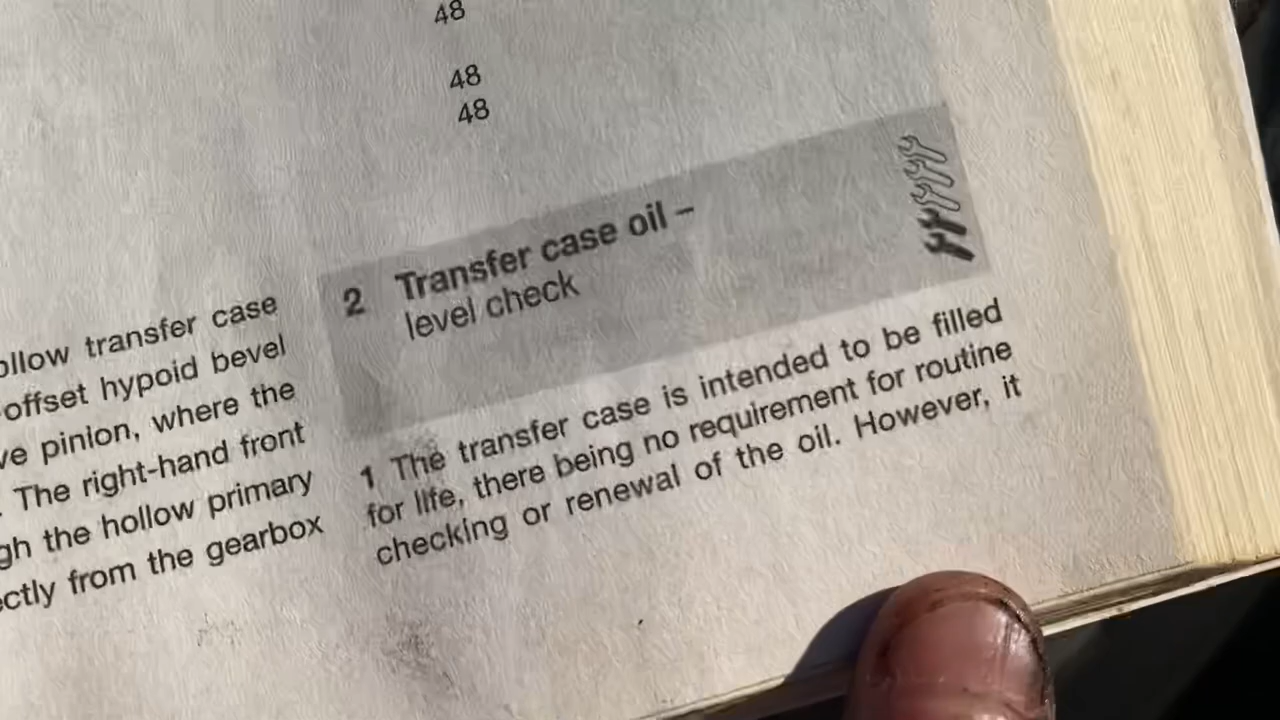 48
48
48
ollow transfer case
offset hypoid bevel
ve pinion, where the
. The right-hand front
gh the hollow primary
ectly from the gearbox
2 Transfer case oil –
level check
1 The transfer case is intended to be filled
for life, there being no requirement for routine
checking or renewal of the oil. However, it